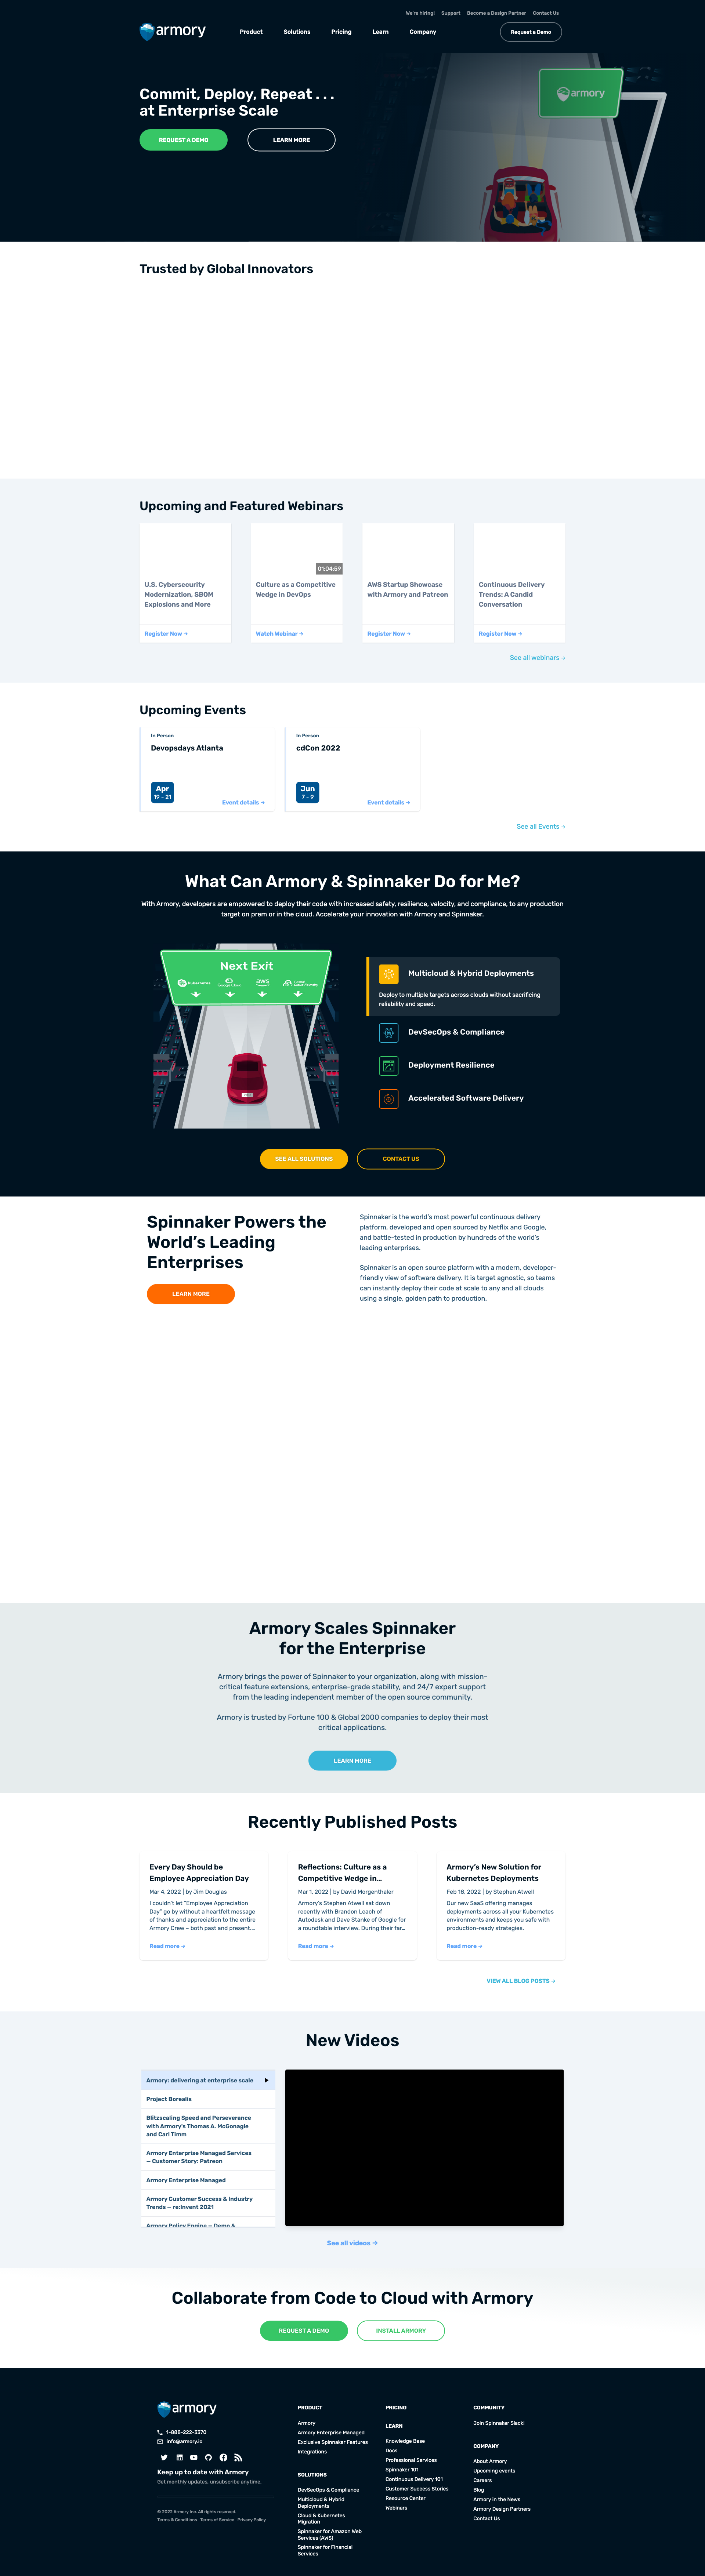 We're hiring! Support Become a Design Partner Contact Us
armory Product Solutions Pricing Learn Company Request a Demo
Commit, Deploy, Repeat . . .
at Enterprise Scale
REQUEST A DEMO LEARN MORE
armory
Trusted by Global Innovators
Upcoming and Featured Webinars
01:04:59
U.S. Cybersecurity
Modernization, SBOM
Explosions and More
Register Now →
Culture as a Competitive
Wedge in DevOps
Watch Webinar →
AWS Startup Showcase
with Armory and Patreon
Register Now →
Continuous Delivery
Trends: A Candid
Conversation
Register Now →
See all webinars →
Upcoming Events
In Person
Devopsdays Atlanta
Apr
19 – 21
Event details →
In Person
cdCon 2022
Jun
7 – 9
Event details →
See all Events →
What Can Armory & Spinnaker Do for Me?
With Armory, developers are empowered to deploy their code with increased safety, resilience, velocity, and compliance, to any production
target on prem or in the cloud. Accelerate your innovation with Armory and Spinnaker.
Next Exit
kubernetes Google Cloud aws
Multicloud & Hybrid Deployments
Deploy to multiple targets across clouds without sacrificing
reliability and speed.
DevSecOps & Compliance
Deployment Resilience
Accelerated Software Delivery
SEE ALL SOLUTIONS CONTACT US
Spinnaker Powers the
World's Leading
Enterprises
LEARN MORE
Spinnaker is the world's most powerful continuous delivery
platform, developed and open sourced by Netflix and Google,
and battle-tested in production by hundreds of the world's
leading enterprises.
Spinnaker is an open source platform with a modern, developer-
friendly view of software delivery. It is target agnostic, so teams
can instantly deploy their code at scale to any and all clouds
using a single, golden path to production.
Armory Scales Spinnaker
for the Enterprise
Armory brings the power of Spinnaker to your organization, along with mission-
critical feature extensions, enterprise-grade stability, and 24/7 expert support
from the leading independent member of the open source community.
Armory is trusted by Fortune 100 & Global 2000 companies to deploy their most
critical applications.
LEARN MORE
Recently Published Posts
Every Day Should be
Employee Appreciation Day
Mar 4, 2022 | by Jim Douglas
I couldn't let "Employee Appreciation
Day" go by without a heartfelt message
of thanks and appreciation to the entire
Armory Crew – both past and present....
Read more →
Reflections: Culture as a
Competitive Wedge in...
Mar 1, 2022 | by David Morgenthaler
Armory's Stephen Atwell sat down
recently with Brandon Leach of
Autodesk and Dave Stanke of Google for
a roundtable interview. During their far...
Read more →
Armory's New Solution for
Kubernetes Deployments
Feb 18, 2022 | by Stephen Atwell
Our new SaaS offering manages
deployments across all your Kubernetes
environments and keeps you safe with
production-ready strategies.
Read more →
VIEW ALL BLOG POSTS →
New Videos
Armory: delivering at enterprise scale
Project Borealis
Blitzscaling Speed and Perseverance
with Armory's Thomas A. McGonagle
and Carl Timm
Armory Enterprise Managed Services
— Customer Story: Patreon
Armory Enterprise Managed
Armory Customer Success & Industry
Trends — re:Invent 2021
Armory Policy Engine — Demo &
See all videos →
Collaborate from Code to Cloud with Armory
REQUEST A DEMO INSTALL ARMORY
armory
1-888-222-3370
info@armory.io
Keep up to date with Armory
Get monthly updates, unsubscribe anytime.
© 2022 Armory Inc. All rights reserved.
Terms & Conditions Terms of Service Privacy Policy
PRODUCT
Armory
Armory Enterprise Managed
Exclusive Spinnaker Features
Integrations
SOLUTIONS
DevSecOps & Compliance
Multicloud & Hybrid
Deployments
Cloud & Kubernetes
Migration
Spinnaker for Amazon Web
Services (AWS)
Spinnaker for Financial
Services
PRICING
LEARN
Knowledge Base
Docs
Professional Services
Spinnaker 101
Continuous Delivery 101
Customer Success Stories
Resource Center
Webinars
COMMUNITY
Join Spinnaker Slack!
COMPANY
About Armory
Upcoming events
Careers
Blog
Armory in the News
Armory Design Partners
Contact Us